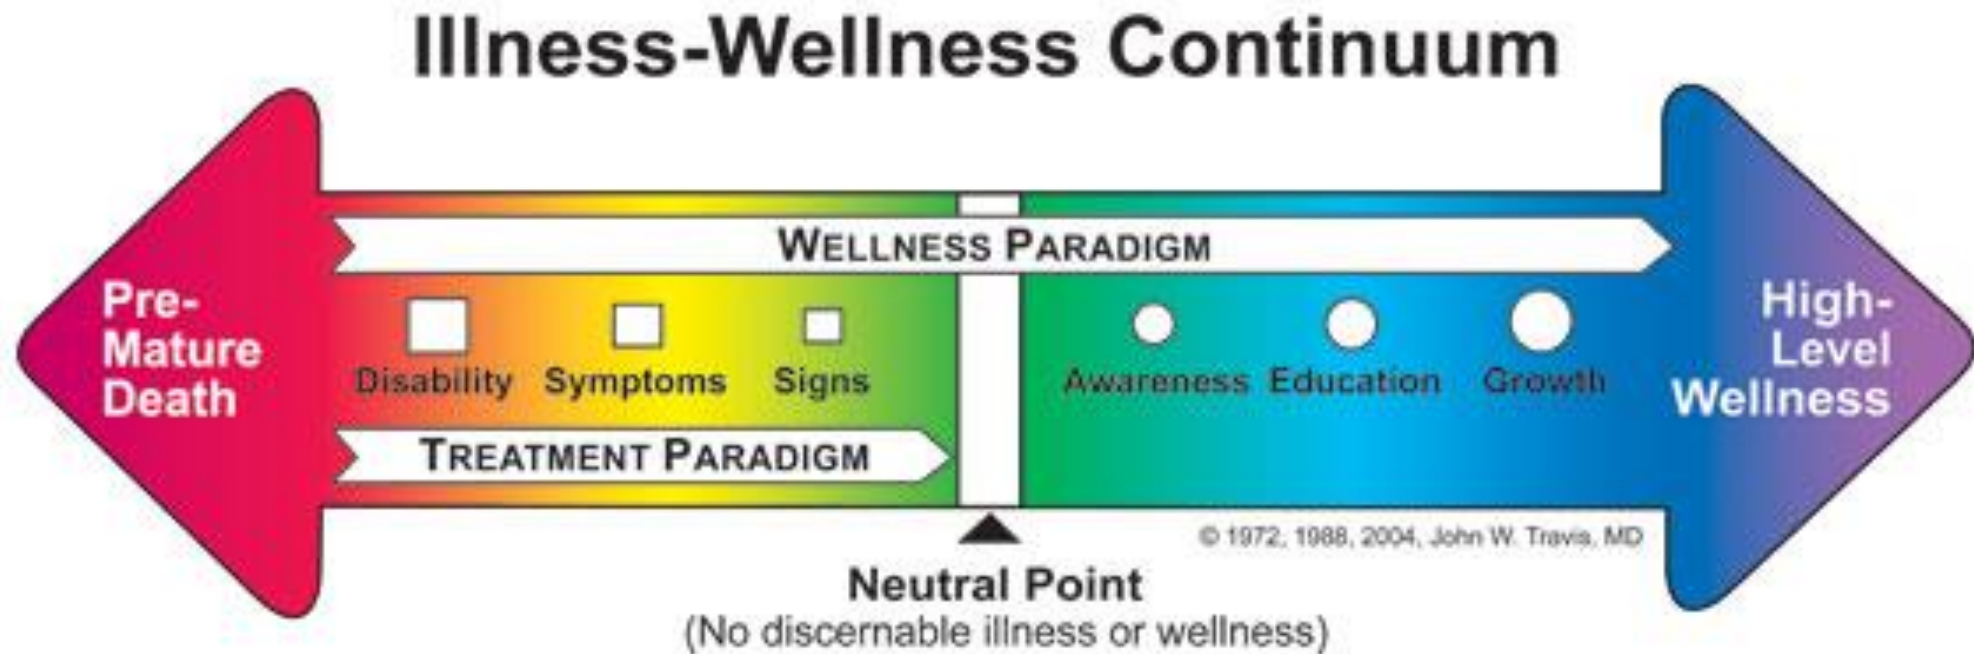 Illness-Wellness Continuum
WELLNESS PARADIGM
Pre-
Mature
Death
Disability
Symptoms
Signs
Awareness
Education
Growth
High-
Level
Wellness
TREATMENT PARADIGM
© 1972, 1988, 2004, John W. Travis, MD
Neutral Point
(No discernable illness or wellness)